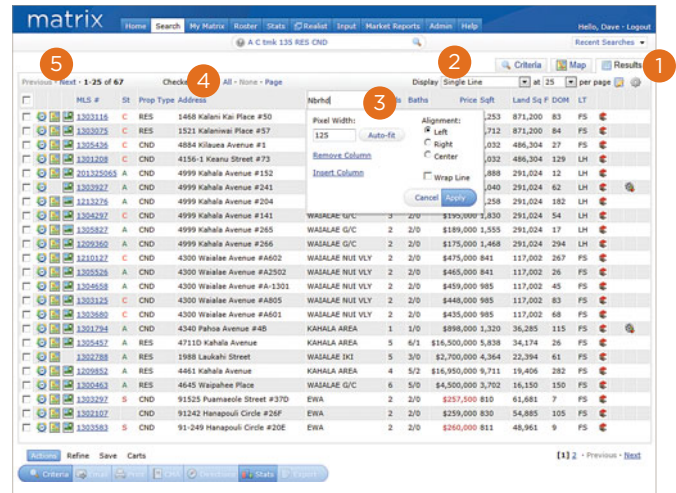 matrix
Home Search My Matrix Roster Stats Realist Input Market Reports Admin Help
Hello, Dave - Logout
A C tmk 135 RES CND
Recent Searches
Criteria Map Results 1
5 2
Previous · Next · 1-25 of 67 Checke 4 All - None - Page Display Single Line at 25 per page
MLS # St Prop Type Address Nbrhd 3 ds Baths Price Sqft Land Sq F DOM LT
Pixel Width: Alignment:
125 Auto-fit Left
Right
Remove Column Center
Insert Column Wrap Line
Cancel Apply
1303116 C RES 1468 Kalani Kai Place #50 ,253 871,200 83 FS
1303075 C RES 1521 Kalaniwai Place #57 ,712 871,200 84 FS
1305436 C CND 4884 Kilauea Avenue #1 ,032 486,304 27 FS
1301208 C CND 4156-1 Keanu Street #73 ,032 486,304 129 LH
201325065 A CND 4999 Kahala Avenue #152 ,888 291,024 12 LH
1303927 A CND 4999 Kahala Avenue #241 ,040 291,024 62 LH
1213276 A CND 4999 Kahala Avenue #204 ,258 291,024 182 LH
1304297 C CND 4999 Kahala Avenue #141 WAIALAE G/C 3 2/0 $195,000 1,830 291,024 54 LH
1305827 A CND 4999 Kahala Avenue #265 WAIALAE G/C 2 2/0 $189,000 1,555 291,024 17 LH
1209360 A CND 4999 Kahala Avenue #266 WAIALAE G/C 2 2/0 $175,000 1,468 291,024 294 LH
1210127 C CND 4300 Waialae Avenue #A602 WAIALAE NUI VLY 2 2/0 $475,000 841 117,002 267 FS
1305526 A CND 4300 Waialae Avenue #A2502 WAIALAE NUI VLY 2 2/0 $465,000 841 117,002 26 FS
1304658 A CND 4300 Waialae Avenue #A-1301 WAIALAE NUI VLY 2 2/0 $459,000 985 117,002 45 FS
1303125 C CND 4300 Waialae Avenue #A805 WAIALAE NUI VLY 2 2/0 $448,000 985 117,002 83 FS
1303680 C CND 4300 Waialae Avenue #A601 WAIALAE NUI VLY 2 2/0 $435,000 985 117,002 68 FS
1301794 A CND 4340 Pahoa Avenue #4B KAHALA AREA 1 1/0 $898,000 1,320 36,285 115 FS
1305457 A RES 4711D Kahala Avenue KAHALA AREA 5 6/1 $16,500,000 5,838 34,174 26 FS
1302788 A RES 1988 Laukahi Street WAIALAE IKI 5 3/0 $2,700,000 4,364 22,394 61 FS
1209852 A RES 4461 Kahala Avenue KAHALA AREA 4 5/2 $16,950,000 9,711 19,406 282 FS
1300463 A RES 4645 Waipahee Place WAIALAE G/C 6 5/0 $4,500,000 3,702 16,150 150 FS
1303297 S CND 91525 Puamaeole Street #37D EWA 2 2/0 $257,500 810 61,681 7 FS
1302107 CND 91242 Hanapouli Circle #26F EWA 2 2/0 $259,000 830 54,885 105 FS
1303583 S CND 91-249 Hanapouli Circle #20E EWA 2 2/0 $260,000 811 48,961 9 FS
Actions Refine Save Carts [1] 2 · Previous · Next
Criteria Email Print CMA Directions Stats Export